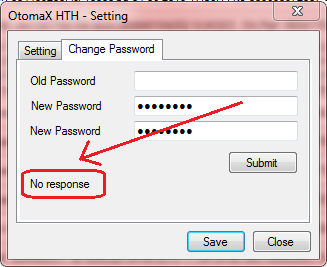 OtomaX HTH - Setting
Setting Change Password
Old Password
New Password ●●●●●●●●
New Password ●●●●●●●●
Submit
No response
Save Close